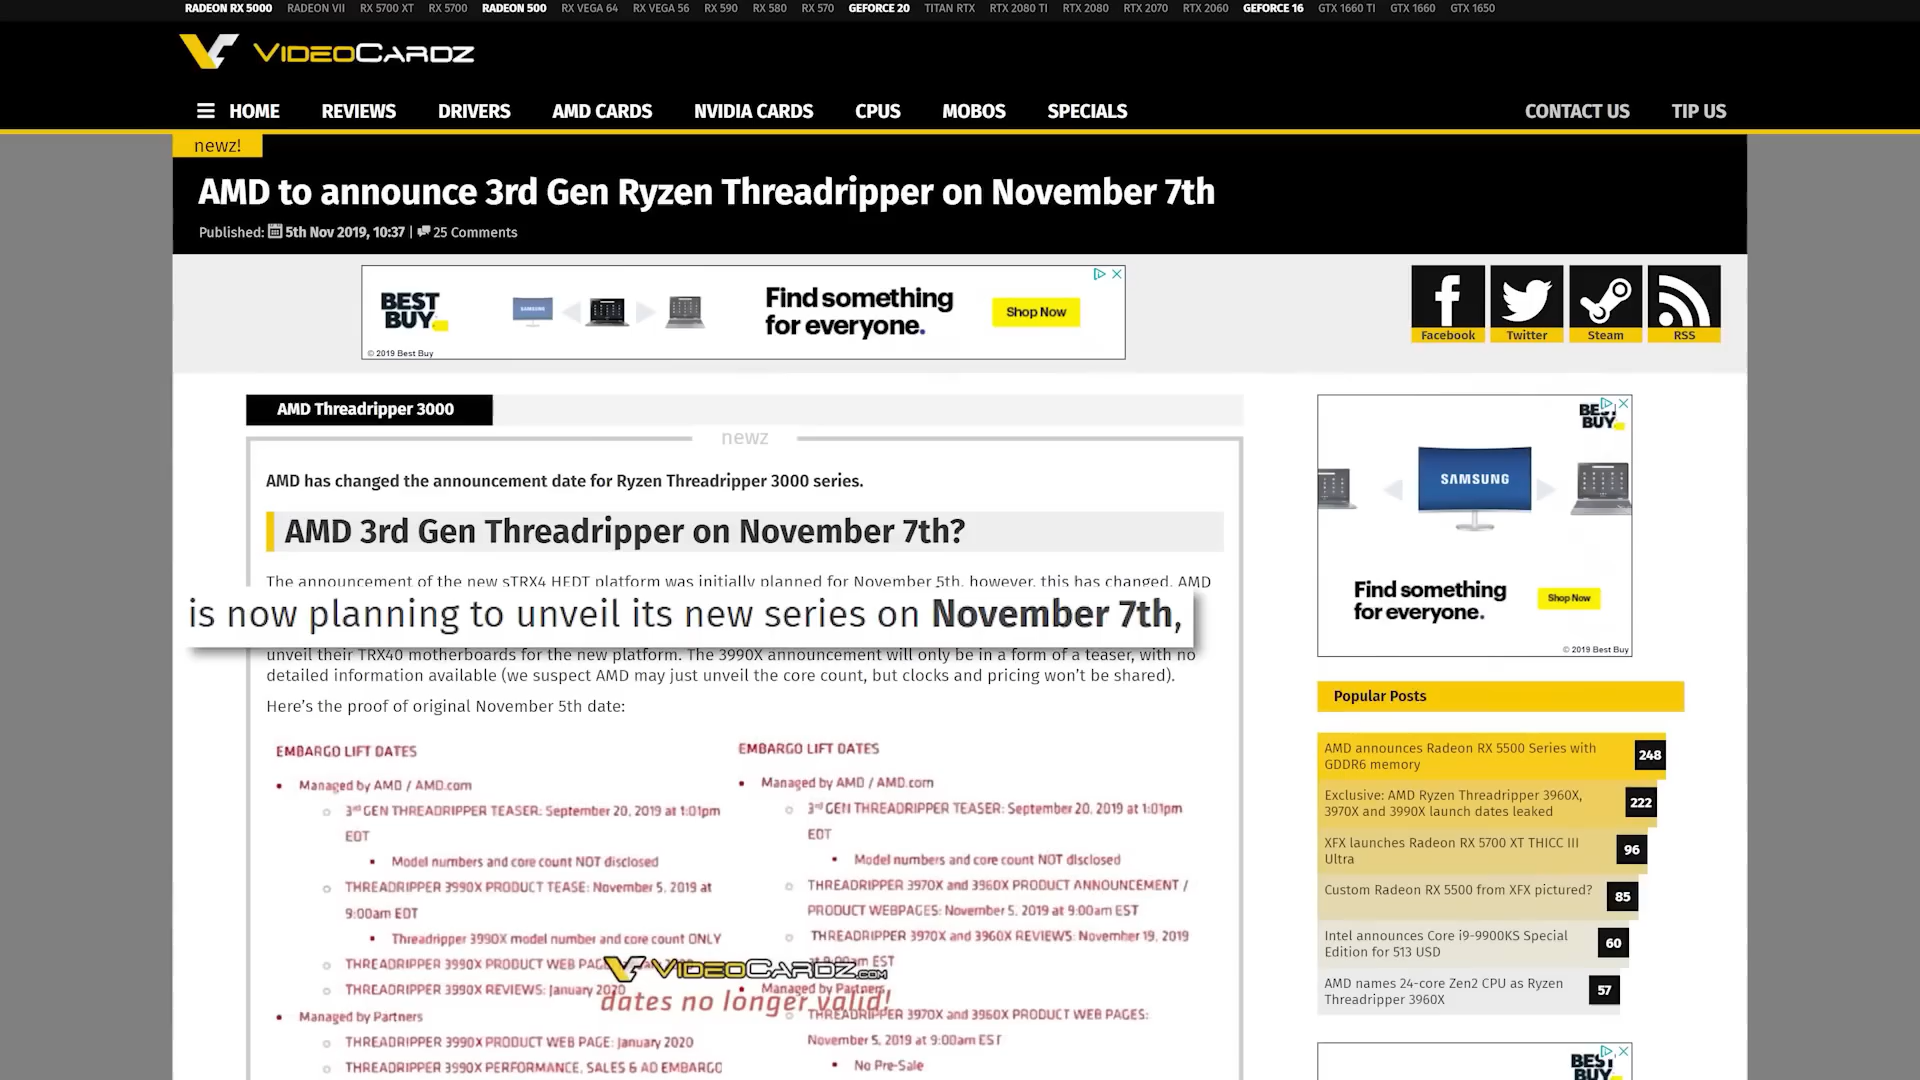 RADEON RX 5000 RADEON VII RX 5700 XT RX 5700 RADEON 500 RX VEGA 64 RX VEGA 56 RX 590 RX 580 RX 570 GEFORCE 20 TITAN RTX RTX 2080 TI RTX 2080 RTX 2070 RTX 2060 GEFORCE 16 GTX 1660 TI GTX 1660 GTX 1650
VIDEOCARDZ
HOME REVIEWS DRIVERS AMD CARDS NVIDIA CARDS CPUS MOBOS SPECIALS CONTACT US TIP US
newz!
AMD to announce 3rd Gen Ryzen Threadripper on November 7th
Published: 5th Nov 2019, 10:37 | 25 Comments
BEST BUY
SAMSUNG
Find something
for everyone.
Shop Now
© 2019 Best Buy
Facebook Twitter Steam RSS
AMD Threadripper 3000
newz
AMD has changed the announcement date for Ryzen Threadripper 3000 series.
AMD 3rd Gen Threadripper on November 7th?
The announcement of the new sTRX4 HEDT platform was initially planned for November 5th, however, this has changed. AMD
is now planning to unveil its new series on November 7th,
unveil their TRX40 motherboards for the new platform. The 3990X announcement will only be in a form of a teaser, with no
detailed information available (we suspect AMD may just unveil the core count, but clocks and pricing won't be shared).
Here's the proof of original November 5th date:
EMBARGO LIFT DATES
• Managed by AMD / AMD.com
○ 3rd GEN THREADRIPPER TEASER: September 20, 2019 at 1:01pm
EDT
▪ Model numbers and core count NOT disclosed
○ THREADRIPPER 3990X PRODUCT TEASE: November 5, 2019 at
9:00am EDT
▪ Threadripper 3990X model number and core count ONLY
○ THREADRIPPER 3990X PRODUCT WEB
○ THREADRIPPER 3990X REVIEWS: January 2020
• Managed by Partners
○ THREADRIPPER 3990X PRODUCT WEB PAGE: January 2020
○ THREADRIPPER 3990X PERFORMANCE, SALES & AD EMBARGO
EMBARGO LIFT DATES
• Managed by AMD / AMD.com
○ 3rd GEN THREADRIPPER TEASER: September 20, 2019 at 1:01pm
EDT
▪ Model numbers and core count NOT disclosed
○ THREADRIPPER 3970X and 3960X PRODUCT ANNOUNCEMENT /
PRODUCT WEBPAGES: November 5, 2019 at 9:00am EST
○ THREADRIPPER 3970X and 3960X REVIEWS: November 19, 2019
at 9:00am EST
• Managed by Partners
○ THREADRIPPER 3970X and 3960X PRODUCT WEB PAGES:
November 5, 2019 at 9:00am EST
▪ No Pre-Sale
VIDEOCARDZ.COM
dates no longer valid!
BEST BUY
SAMSUNG
Find something
for everyone.
Shop Now
© 2019 Best Buy
Popular Posts
AMD announces Radeon RX 5500 Series with
GDDR6 memory
248
Exclusive: AMD Ryzen Threadripper 3960X,
3970X and 3990X launch dates leaked
222
XFX launches Radeon RX 5700 XT THICC III
Ultra
96
Custom Radeon RX 5500 from XFX pictured?
85
Intel announces Core i9-9900KS Special
Edition for 513 USD
60
AMD names 24-core Zen2 CPU as Ryzen
Threadripper 3960X
57
BEST BUY